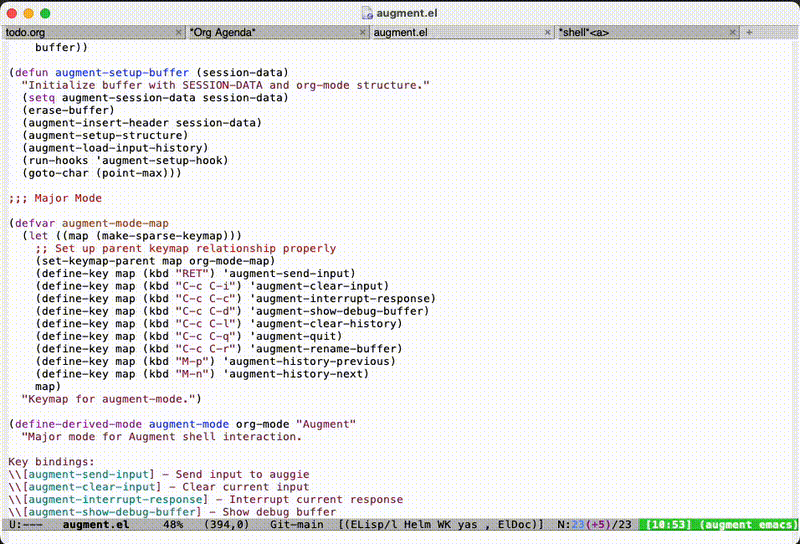 augment.el
todo.org × *Org Agenda* × augment.el × *shell*<a> × +
    buffer))

(defun augment-setup-buffer (session-data)
  "Initialize buffer with SESSION-DATA and org-mode structure."
  (setq augment-session-data session-data)
  (erase-buffer)
  (augment-insert-header session-data)
  (augment-setup-structure)
  (augment-load-input-history)
  (run-hooks 'augment-setup-hook)
  (goto-char (point-max)))

;;; Major Mode

(defvar augment-mode-map
  (let ((map (make-sparse-keymap)))
    ;; Set up parent keymap relationship properly
    (set-keymap-parent map org-mode-map)
    (define-key map (kbd "RET") 'augment-send-input)
    (define-key map (kbd "C-c C-i") 'augment-clear-input)
    (define-key map (kbd "C-c C-c") 'augment-interrupt-response)
    (define-key map (kbd "C-c C-d") 'augment-show-debug-buffer)
    (define-key map (kbd "C-c C-l") 'augment-clear-history)
    (define-key map (kbd "C-c C-q") 'augment-quit)
    (define-key map (kbd "C-c C-r") 'augment-rename-buffer)
    (define-key map (kbd "M-p") 'augment-history-previous)
    (define-key map (kbd "M-n") 'augment-history-next)
    map)
  "Keymap for augment-mode.")

(define-derived-mode augment-mode org-mode "Augment"
  "Major mode for Augment shell interaction.

Key bindings:
\\[augment-send-input] - Send input to auggie
\\[augment-clear-input] - Clear current input
\\[augment-interrupt-response] - Interrupt current response
\\[augment-show-debug-buffer] - Show debug buffer
U:---  augment.el  48%  (394,0)  Git-main  [(ELisp/l Helm WK yas , ElDoc)]  N:23(+5)/23  [10:53] (augment emacs)